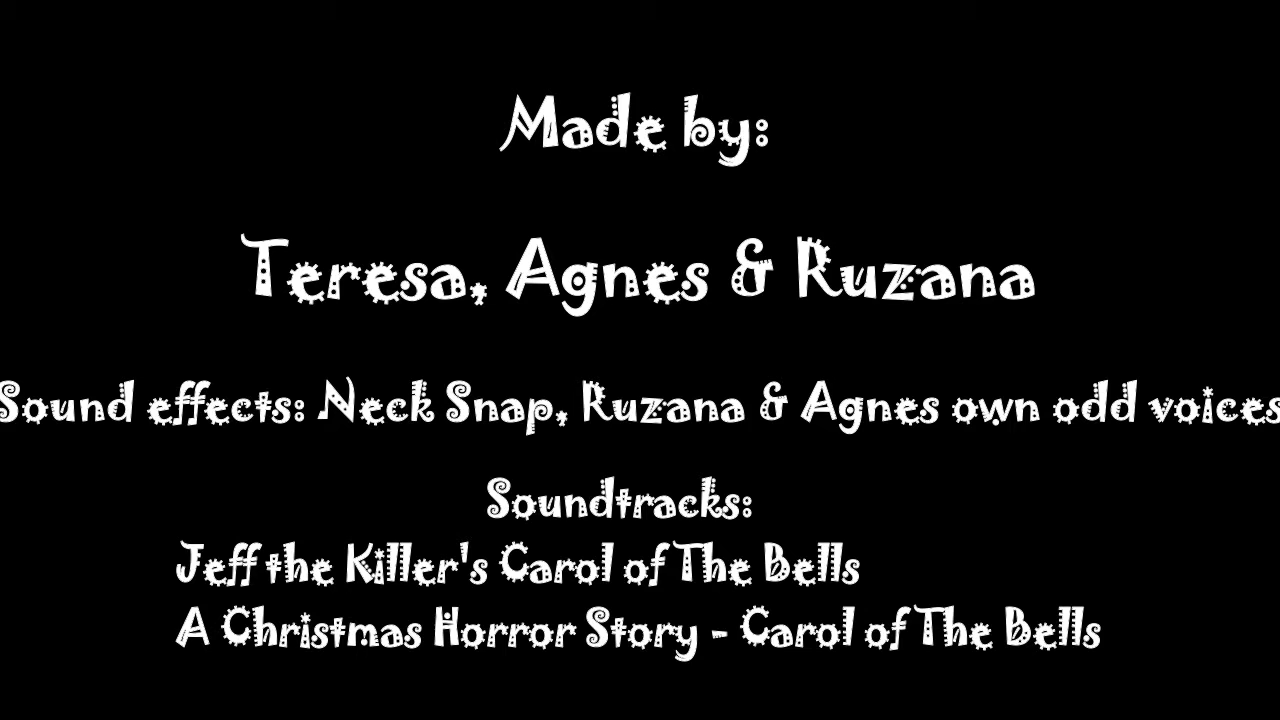 Made by:
Teresa, Agnes & Ruzana
Sound effects: Neck Snap, Ruzana & Agnes own odd voices
Soundtracks:
Jeff the Killer's Carol of The Bells
A Christmas Horror Story - Carol of The Bells